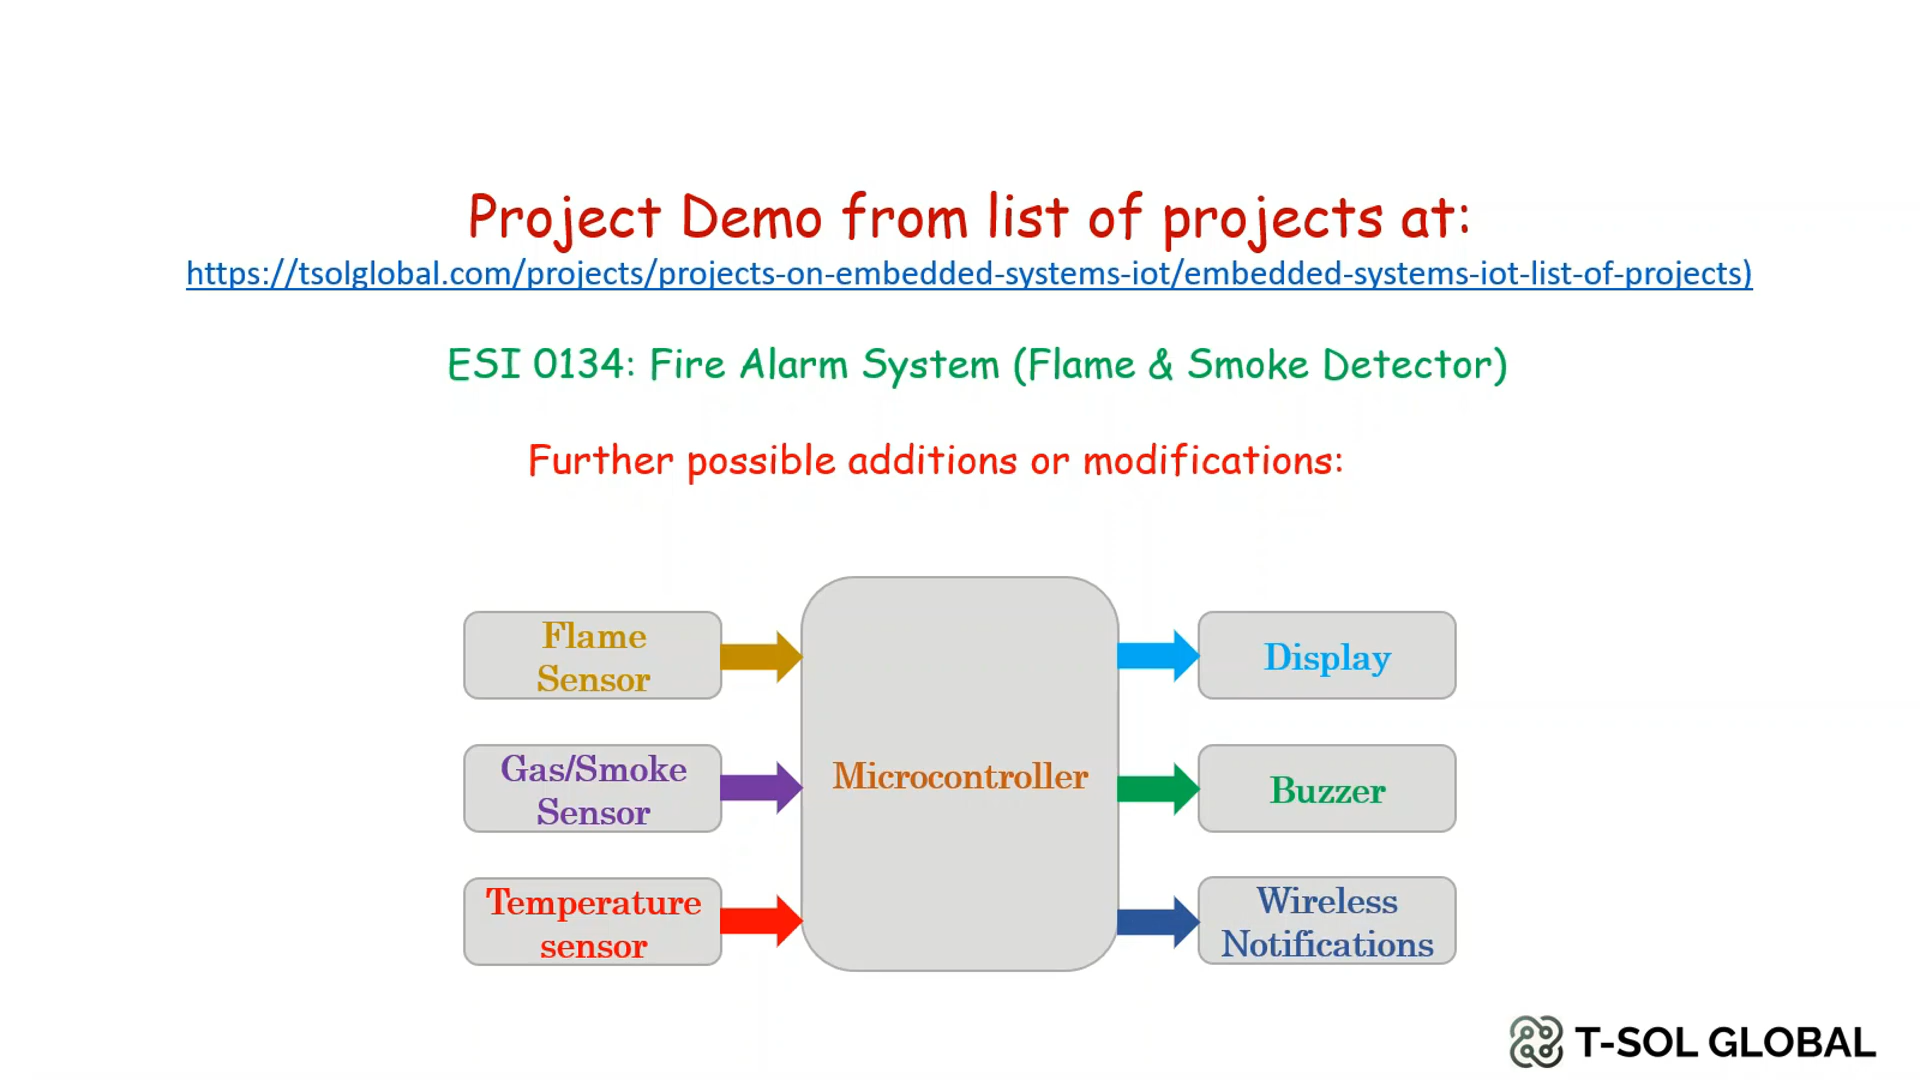 Project Demo from list of projects at:
https://tsolglobal.com/projects/projects-on-embedded-systems-iot/embedded-systems-iot-list-of-projects)
ESI 0134: Fire Alarm System (Flame & Smoke Detector)
Further possible additions or modifications:
Flame
Sensor
Gas/Smoke
Sensor
Temperature
sensor
Microcontroller
Display
Buzzer
Wireless
Notifications
T-SOL GLOBAL